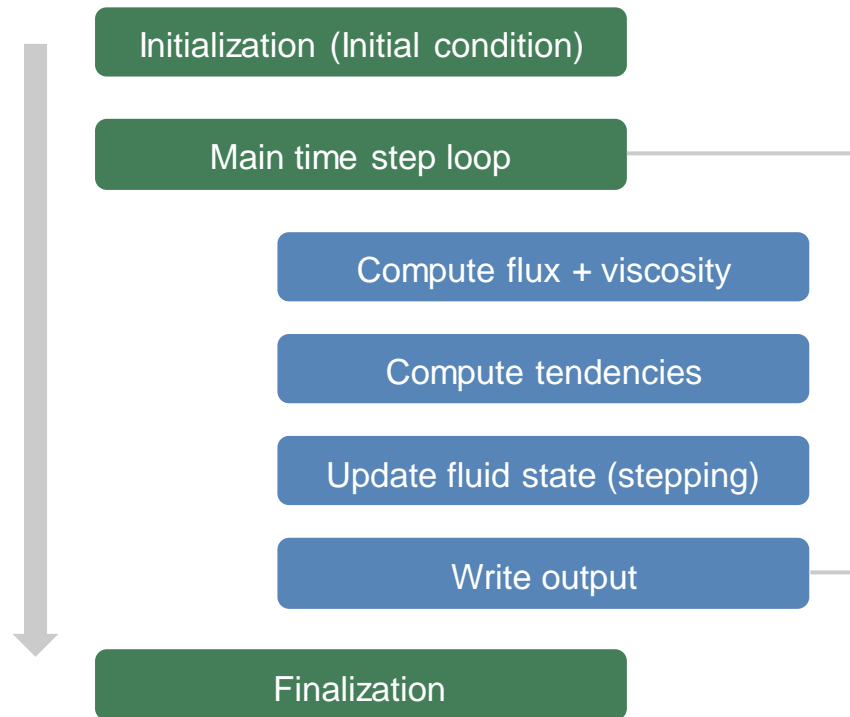 Initialization (Initial condition)
Main time step loop
Compute flux + viscosity
Compute tendencies
Update fluid state (stepping)
Write output
Finalization